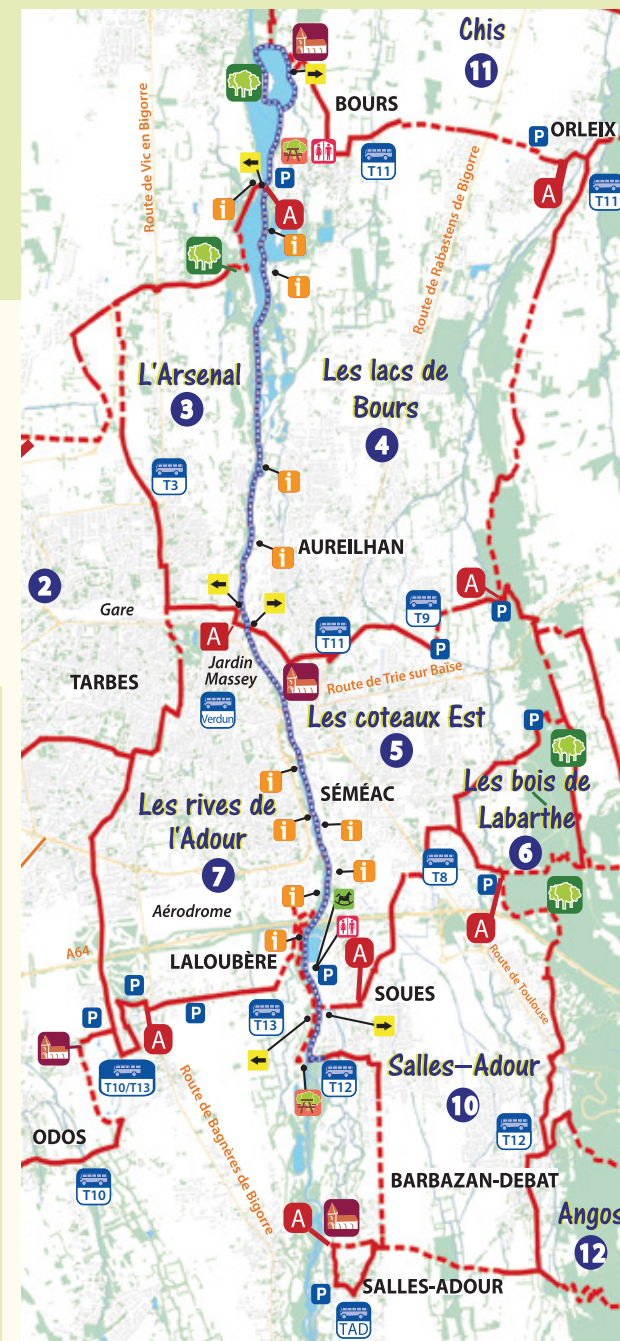 Chis
11
BOURS
P
ORLEIX
T11
A
T11
Route de Vic en Bigorre
P
i
A
i
i
Route de Rabastens de Bigorre
L'Arsenal
3
Les lacs de
Bours
4
T3
i
i
AUREILHAN
2
Gare
A
T9
A
P
T11
P
Jardin
Massey
TARBES
Verdun
Route de Trie sur Baïse
Les coteaux Est
5
P
i
SÉMÉAC
Les rives de
l'Adour
7
i
i
Les bois de
Labarthe
6
T8
P
i
i
Aérodrome
i
A
A
A64
LALOUBÈRE
P
SOUES
Route de Toulouse
P
P
A
P
T13
T10/T13
T12
Salles-Adour
10
T12
Route de Bagnères de Bigorre
ODOS
T10
BARBAZAN-DEBAT
Angos
12
A
P
SALLES-ADOUR
TAD